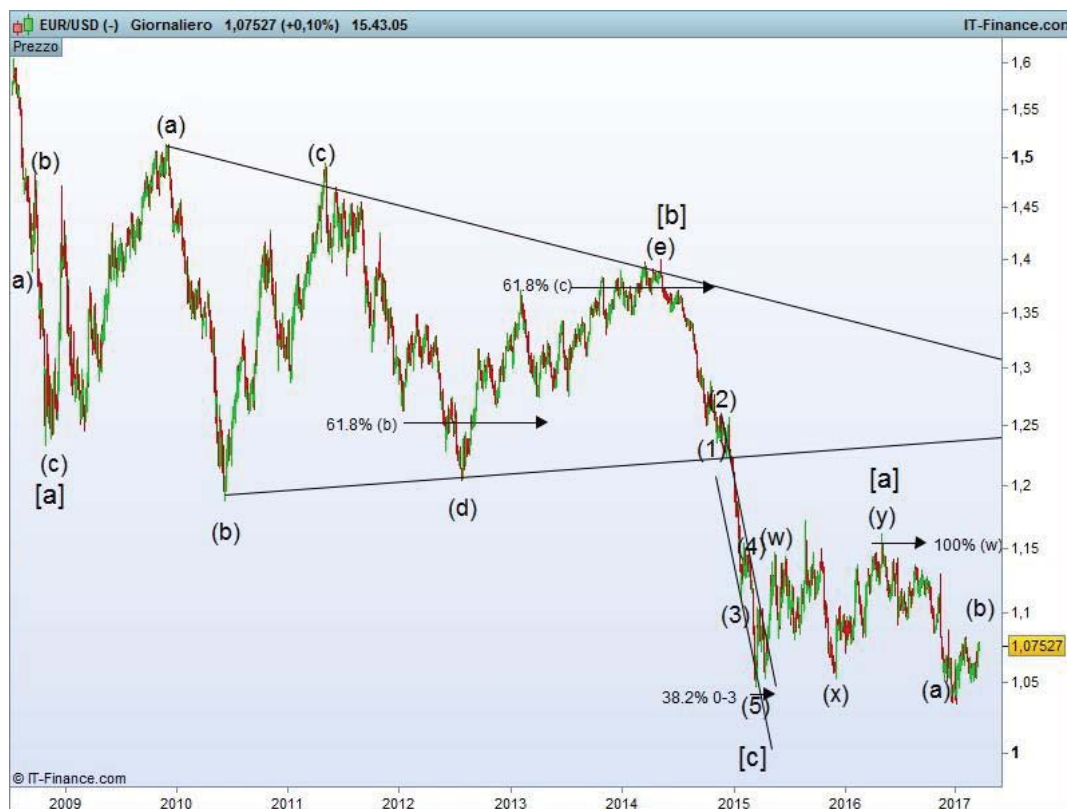 EUR/USD (-) Giornaliero 1,07527 (+0,10%) 15.43.05 IT-Finance.com
Prezzo
1,6
1,55
(a)
(b)
(c)
1,5
1,45
[b]
(e)
1,4
a)
61.8% (c)
1,35
1,3
(2)
61.8% (b)
1,25
(1)
(c)
[a]
[a]
1,2
(d)
(y)
(b)
(4)
(w)
100% (w)
1,15
(3)
(b)
1,1
1,07527
38.2% 0-3
(x)
(a)
1,05
(5)
[c]
1
© IT-Finance.com
2009 2010 2011 2012 2013 2014 2015 2016 2017